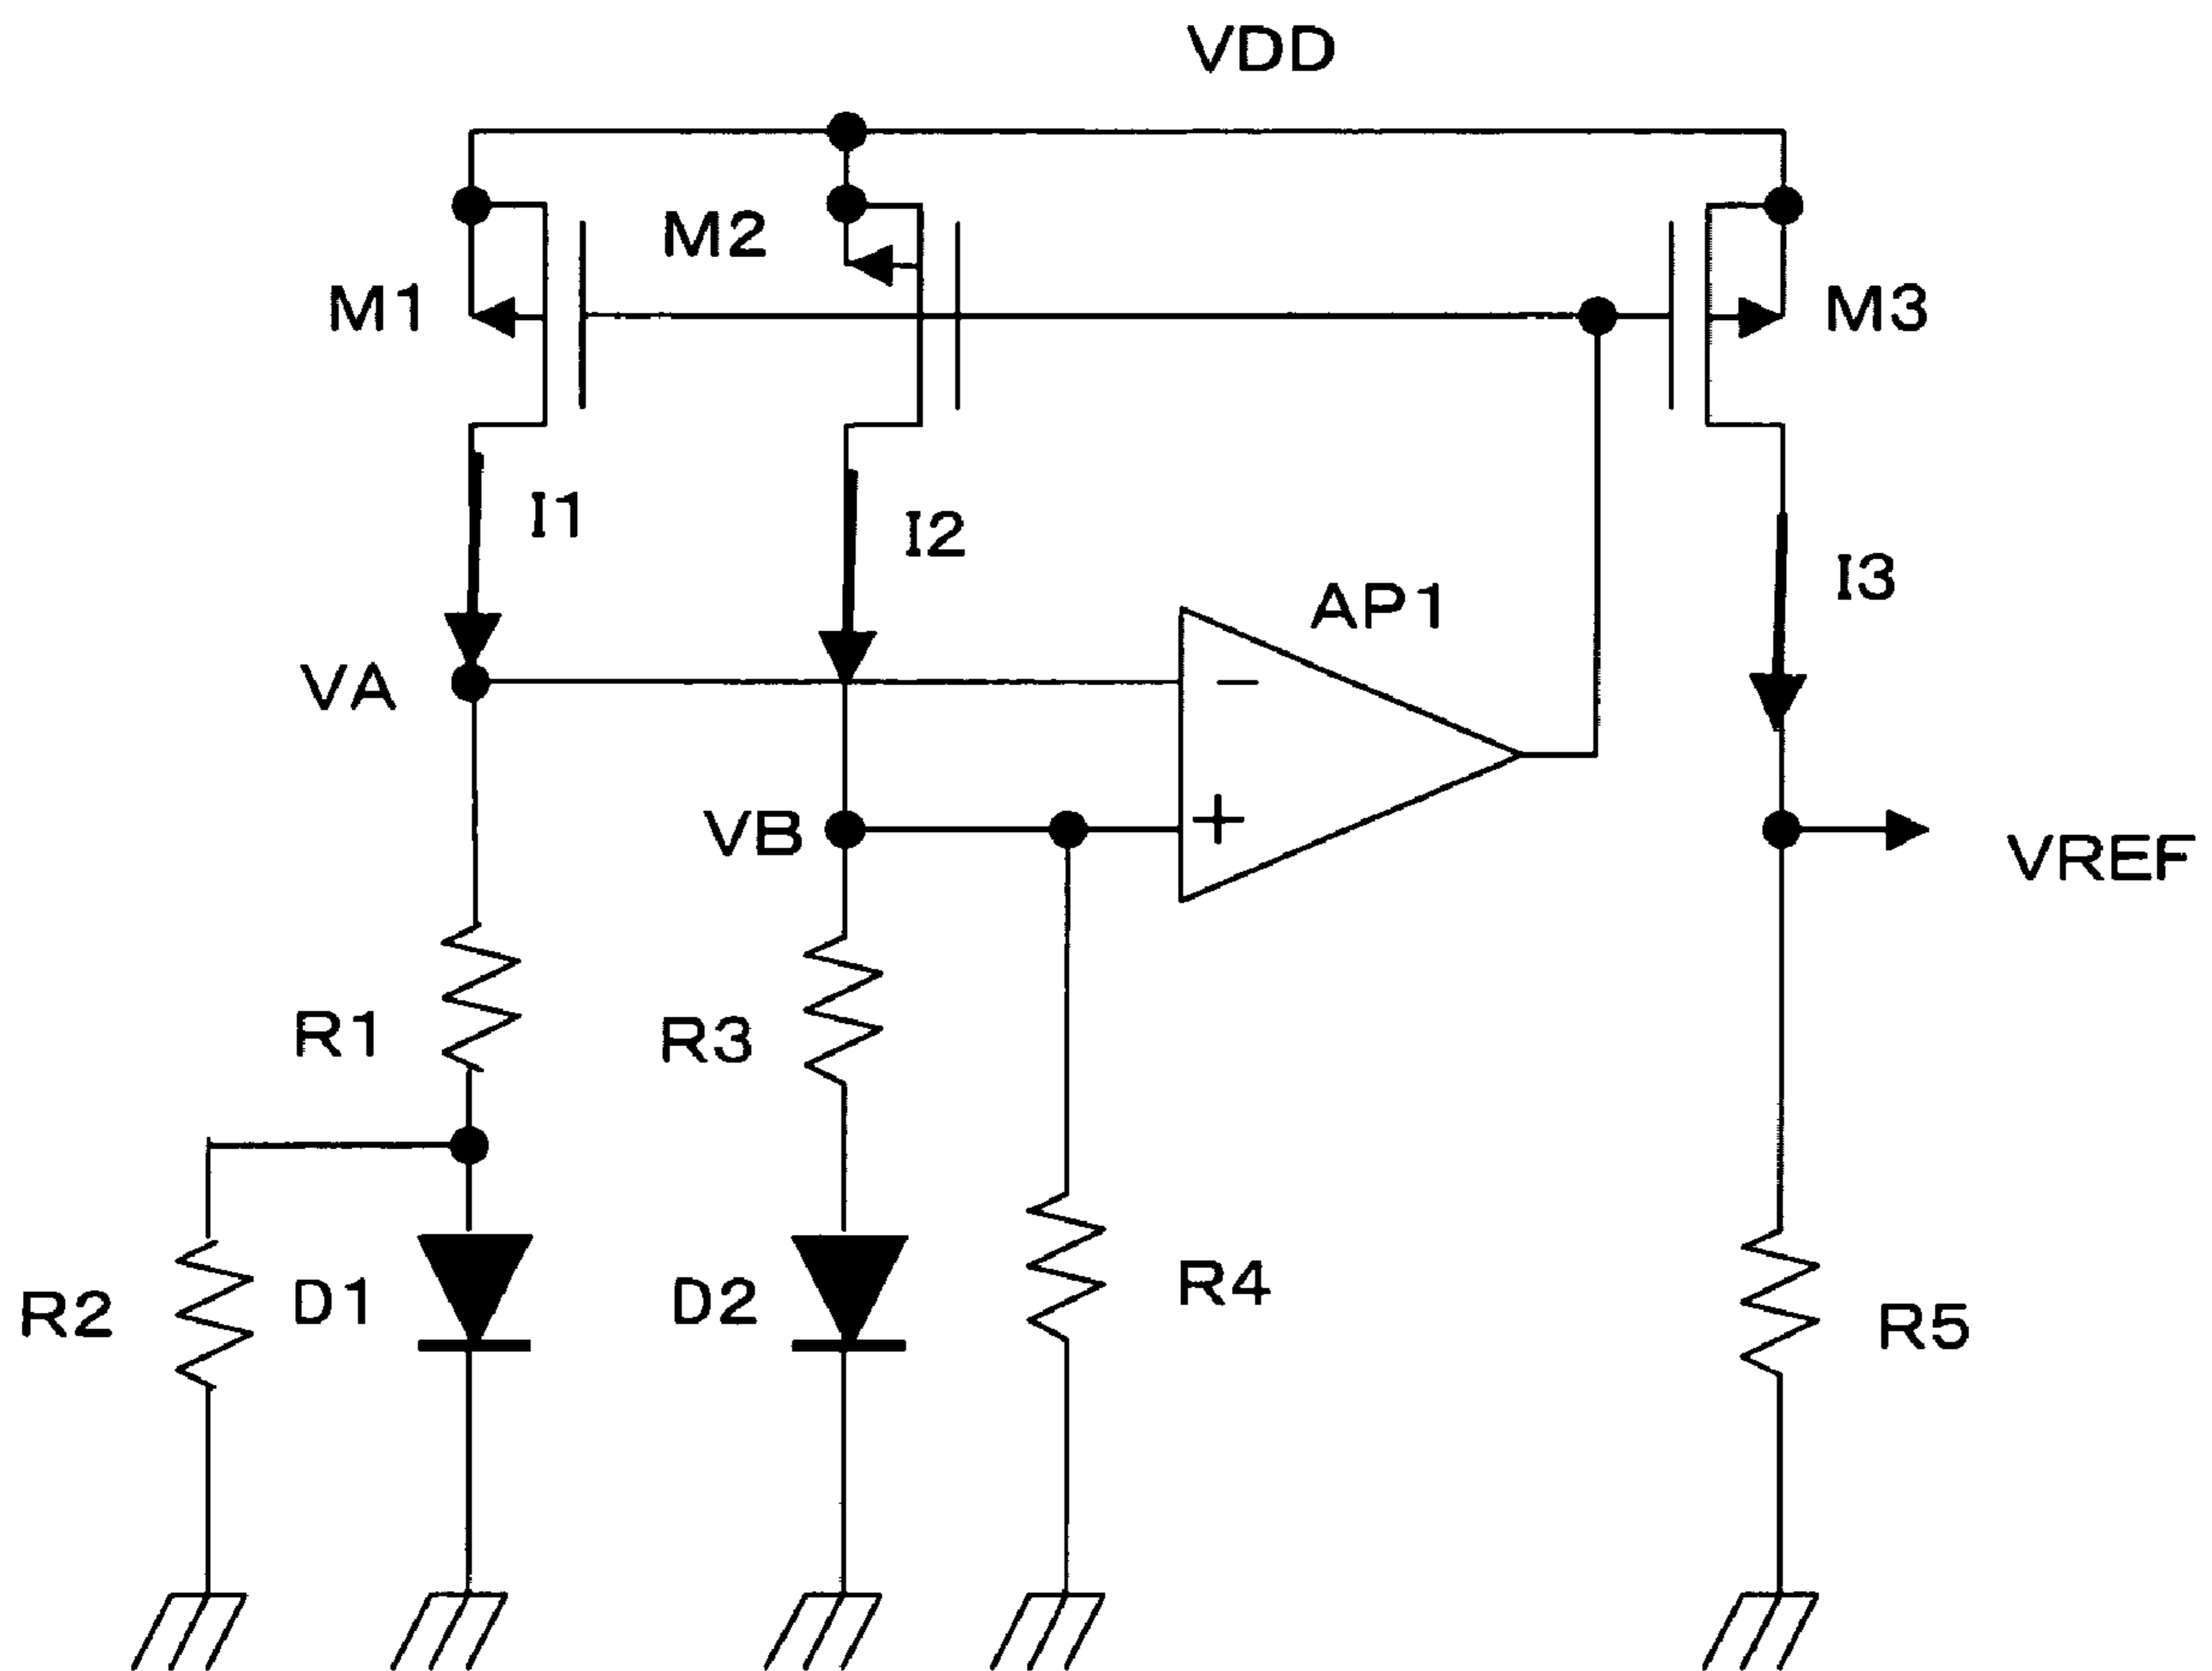 VDD
M2
M1
M3
I1
I2
I3
AP1
VA
−
VB
+
VREF
R1
R3
R2
D1
D2
R4
R5